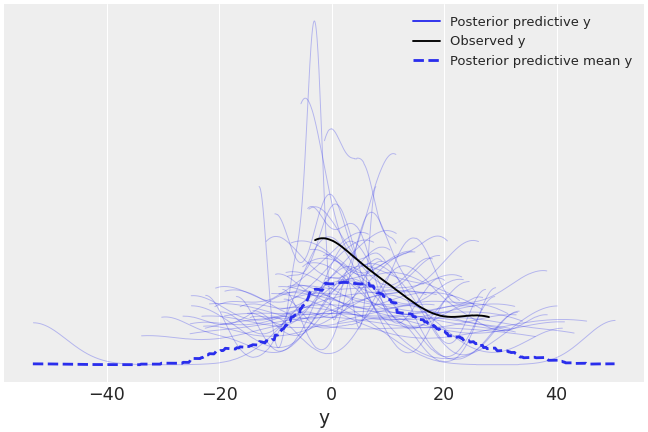 Posterior predictive y
Observed y
Posterior predictive mean y
−40 −20 0 20 40
y